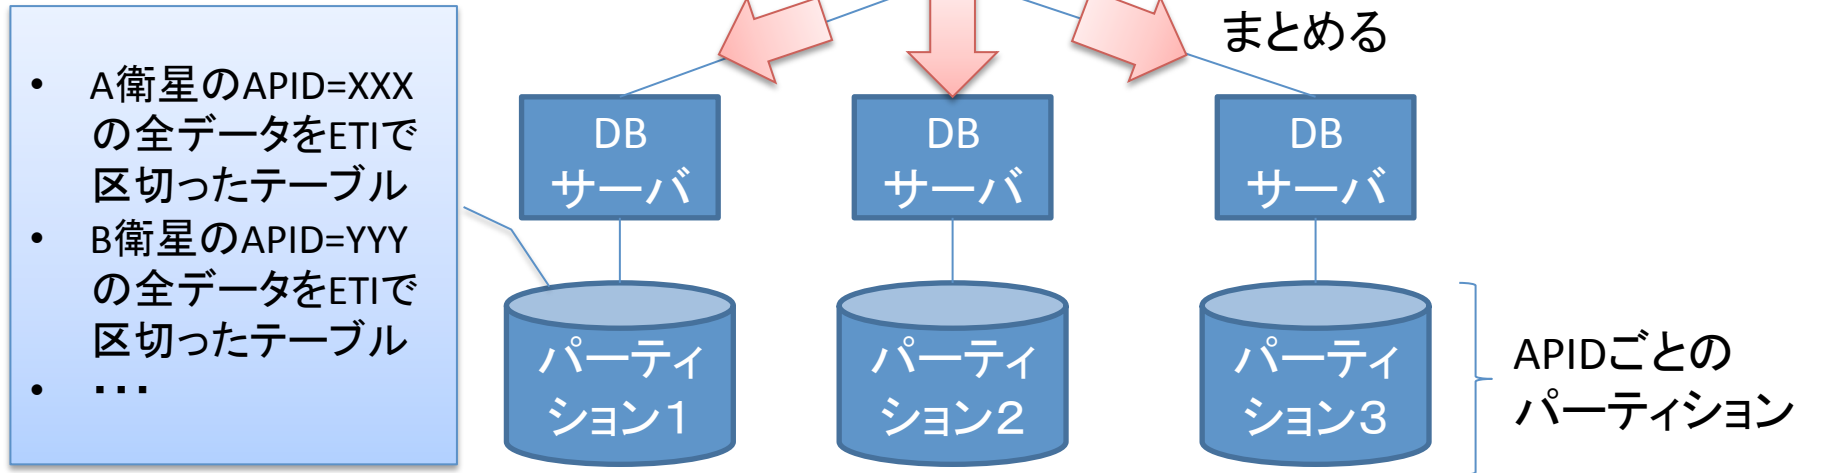 まとめる
• A衛星のAPID=XXX
の全データをETIで
区切ったテーブル
• B衛星のAPID=YYY
の全データをETIで
区切ったテーブル
• ・・・
DB
サーバ
DB
サーバ
DB
サーバ
パーティ
ション１
パーティ
ション２
パーティ
ション３
APIDごとの
パーティション